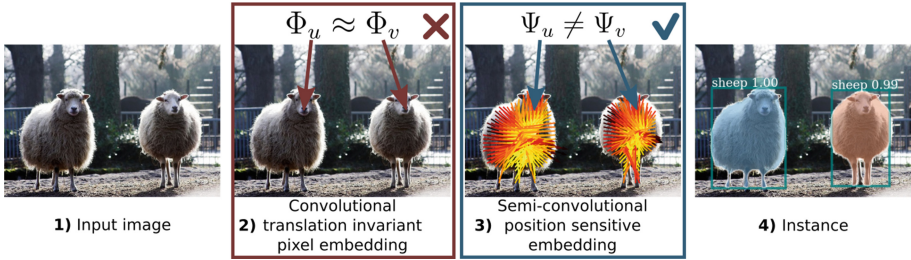 Φu ≈ Φv
Ψu ≠ Ψv
sheep 1.00
sheep 0.99
1) Input image
Convolutional
2) translation invariant
pixel embedding
Semi-convolutional
3) position sensitive
embedding
4) Instance